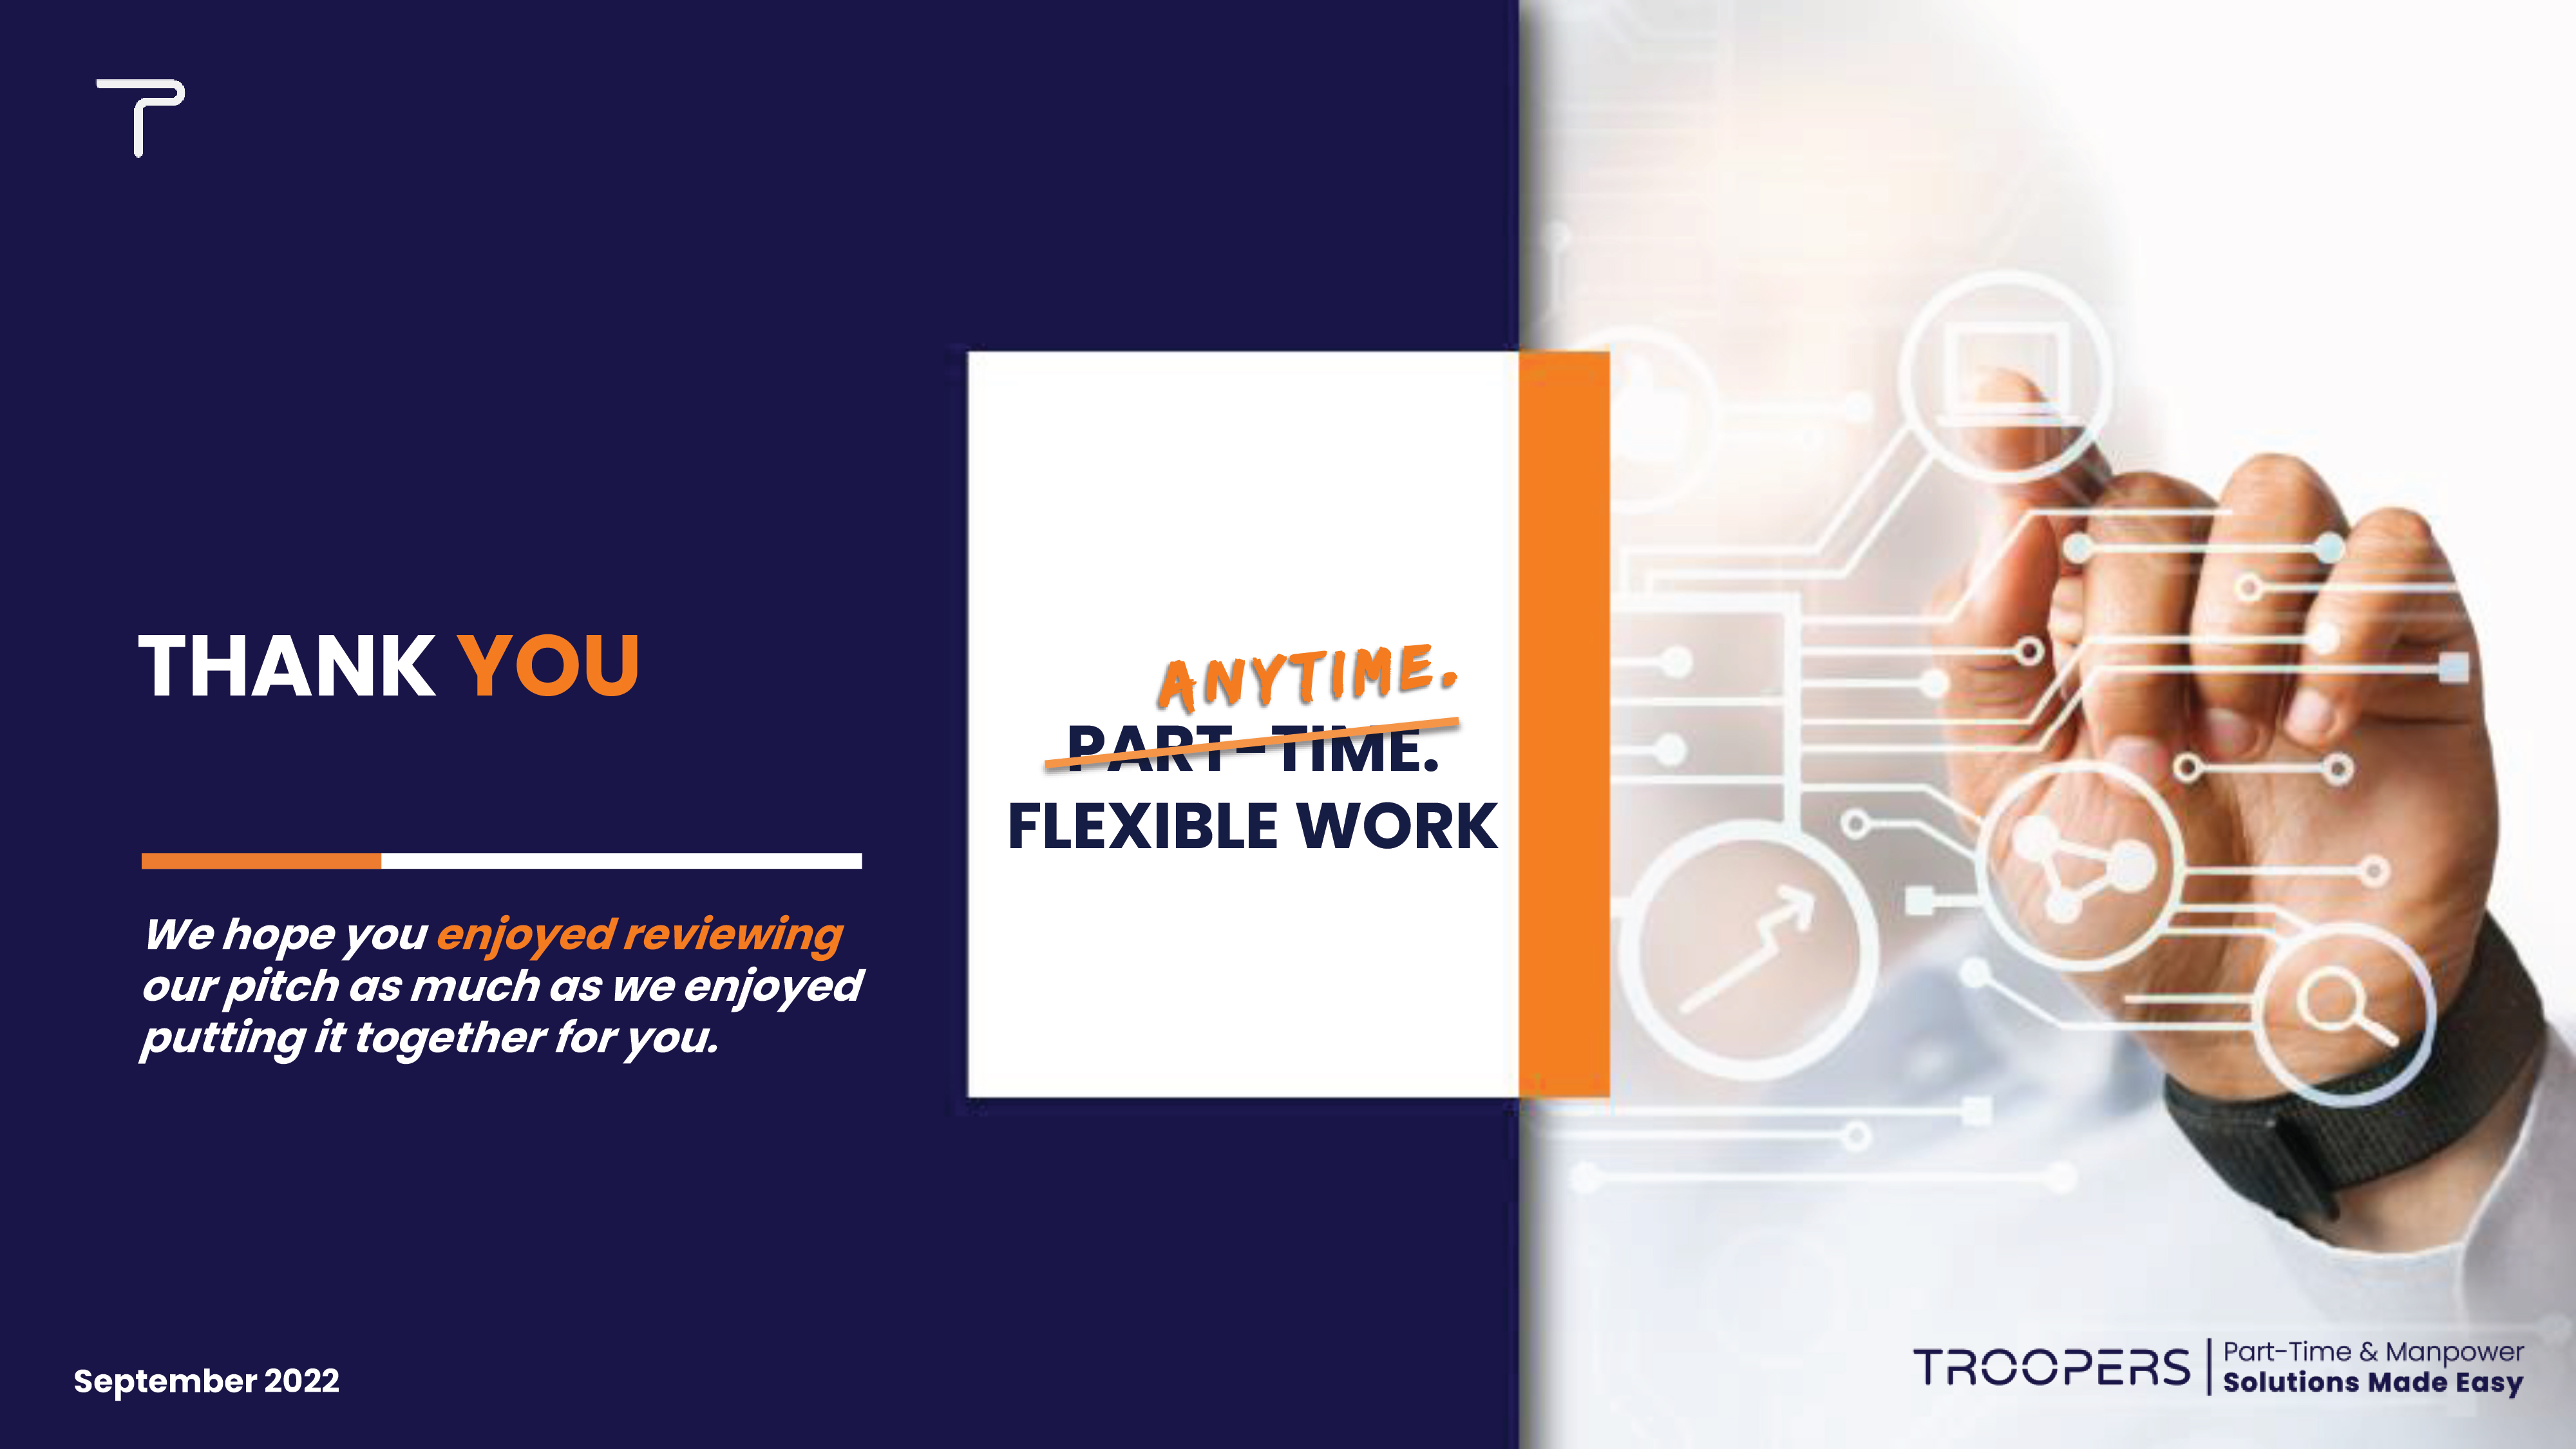 THANK YOU
We hope you enjoyed reviewing
our pitch as much as we enjoyed
putting it together for you.
ANYTIME.
PART-TIME.
FLEXIBLE WORK
September 2022
TROOPERS
Part-Time & Manpower
Solutions Made Easy